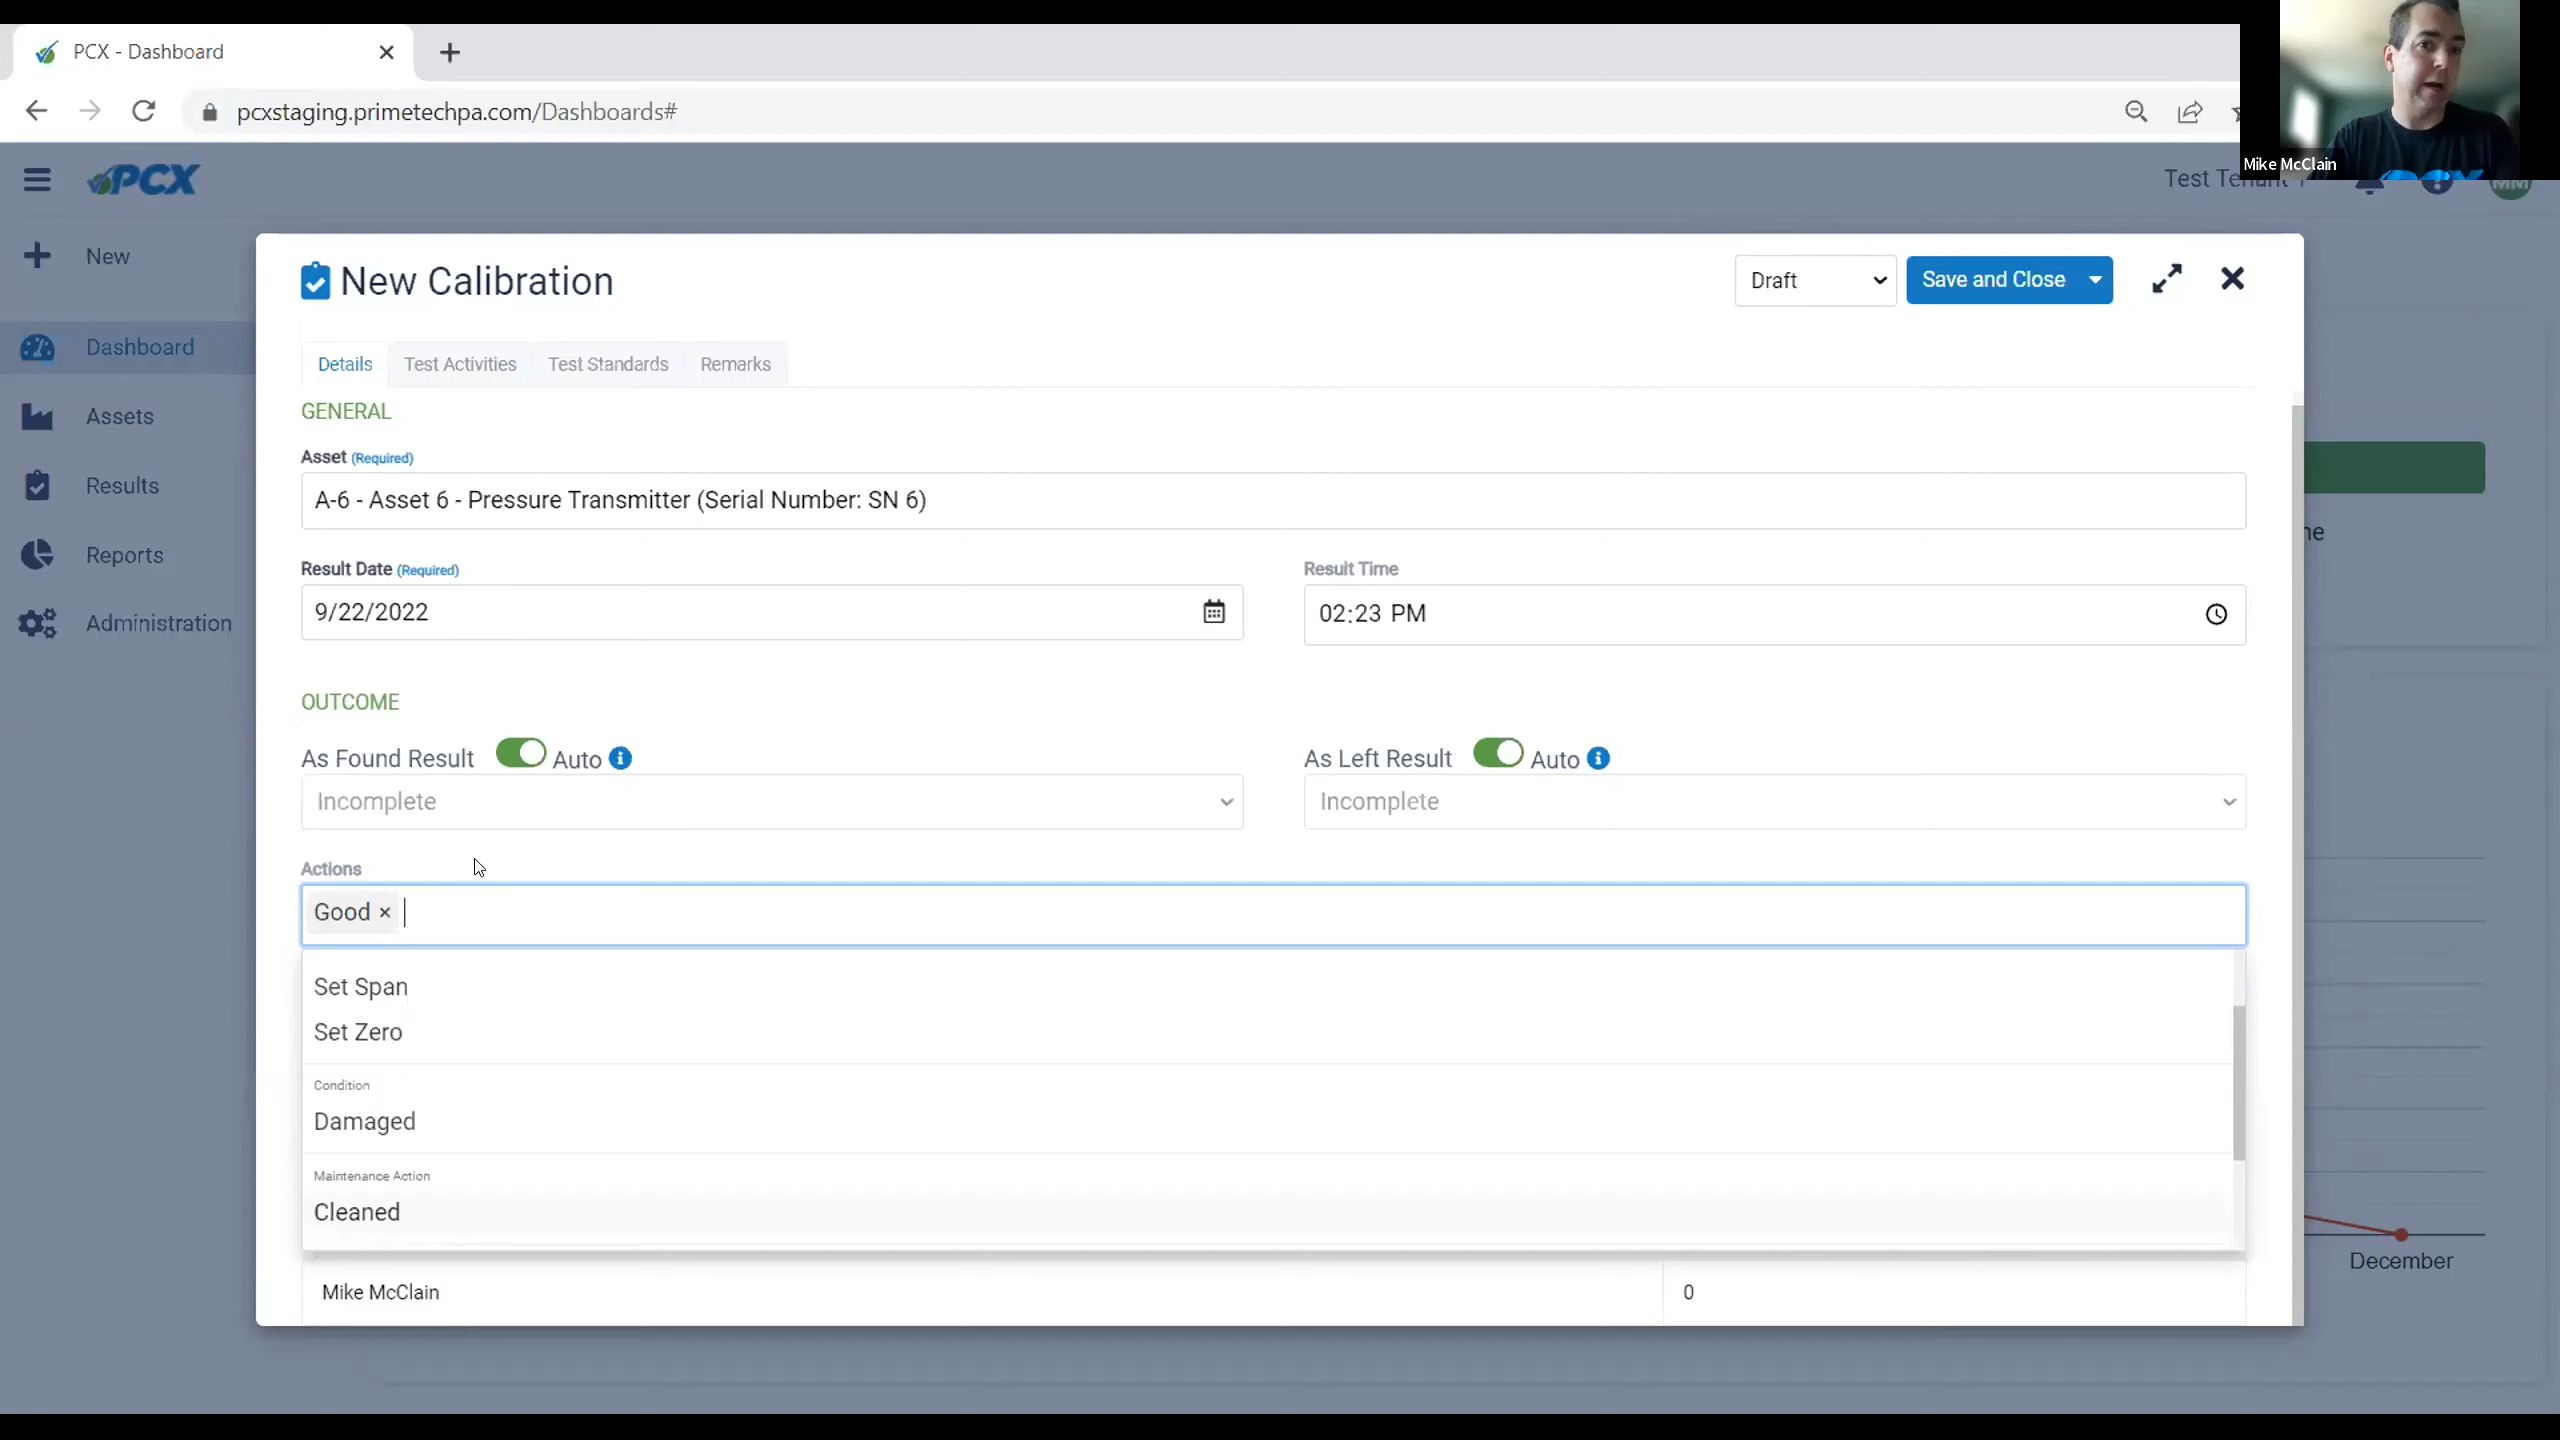 PCX - Dashboard
pcxstaging.primetechpa.com/Dashboards#
Mike McClain
PCX
Test Tenant
MM
New
Dashboard
Assets
Results
Reports
Administration
New Calibration
Draft
Save and Close
Details
Test Activities
Test Standards
Remarks
GENERAL
Asset (Required)
A-6 - Asset 6 - Pressure Transmitter (Serial Number: SN 6)
Result Date (Required)
Result Time
9/22/2022
02:23 PM
OUTCOME
As Found Result Auto
As Left Result Auto
Incomplete
Incomplete
Actions
Good ×
Set Span
Set Zero
Condition
Damaged
Maintenance Action
Cleaned
Mike McClain
0
December